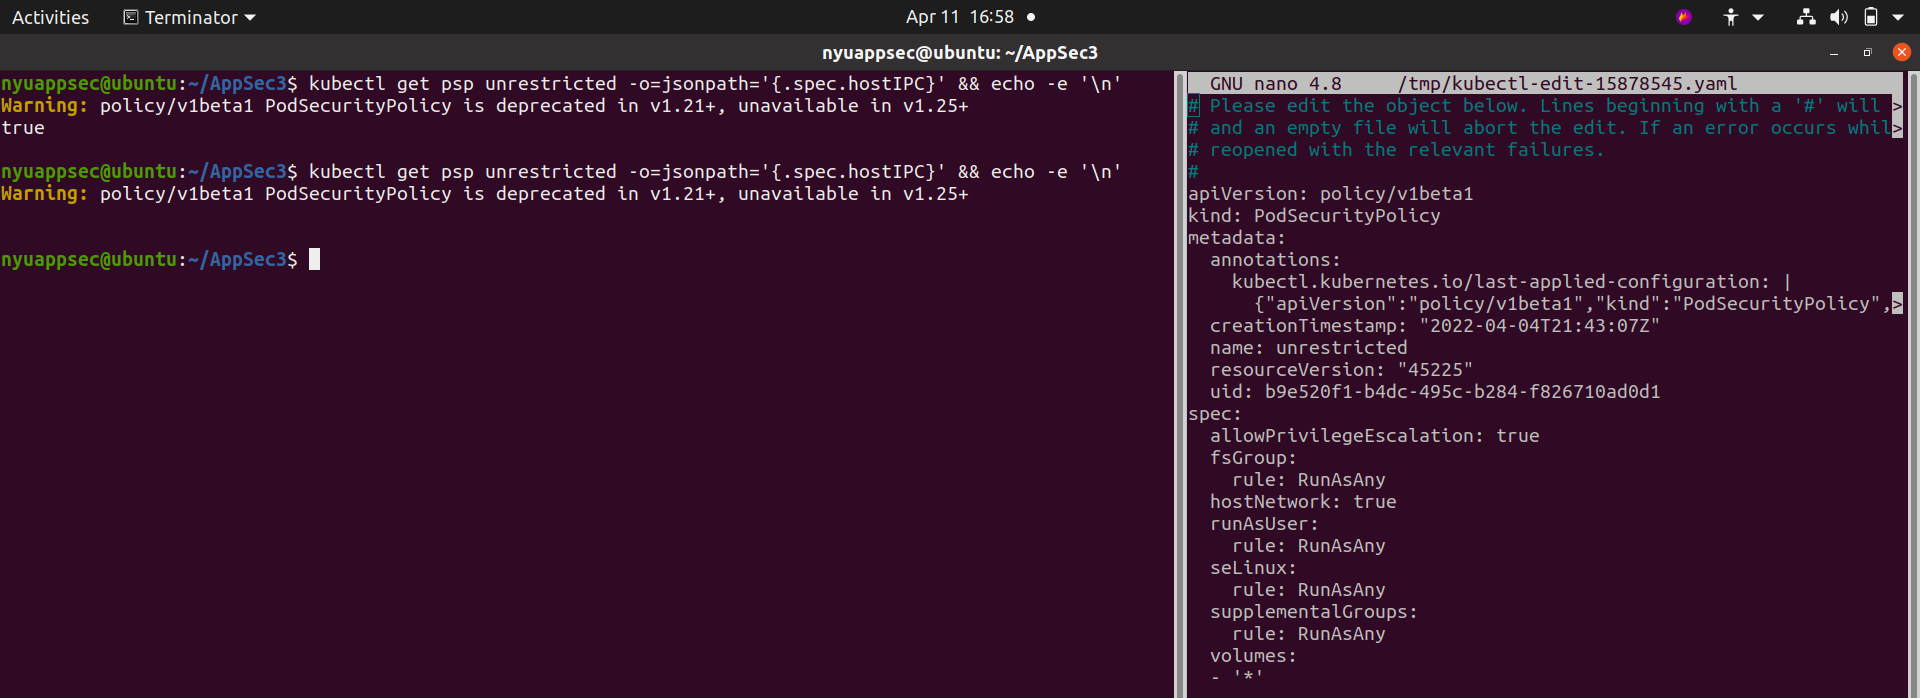 Activities
Terminator
Apr 11 16:58
nyuappsec@ubuntu: ~/AppSec3
nyuappsec@ubuntu:~/AppSec3$ kubectl get psp unrestricted -o=jsonpath='{.spec.hostIPC}' && echo -e '\n'
Warning: policy/v1beta1 PodSecurityPolicy is deprecated in v1.21+, unavailable in v1.25+
true
nyuappsec@ubuntu:~/AppSec3$ kubectl get psp unrestricted -o=jsonpath='{.spec.hostIPC}' && echo -e '\n'
Warning: policy/v1beta1 PodSecurityPolicy is deprecated in v1.21+, unavailable in v1.25+
nyuappsec@ubuntu:~/AppSec3$
GNU nano 4.8 /tmp/kubectl-edit-15878545.yaml
# Please edit the object below. Lines beginning with a '#' will >
# and an empty file will abort the edit. If an error occurs whil>
# reopened with the relevant failures.
#
apiVersion: policy/v1beta1
kind: PodSecurityPolicy
metadata:
  annotations:
    kubectl.kubernetes.io/last-applied-configuration: |
      {"apiVersion":"policy/v1beta1","kind":"PodSecurityPolicy",>
  creationTimestamp: "2022-04-04T21:43:07Z"
  name: unrestricted
  resourceVersion: "45225"
  uid: b9e520f1-b4dc-495c-b284-f826710ad0d1
spec:
  allowPrivilegeEscalation: true
  fsGroup:
    rule: RunAsAny
  hostNetwork: true
  runAsUser:
    rule: RunAsAny
  seLinux:
    rule: RunAsAny
  supplementalGroups:
    rule: RunAsAny
  volumes:
  - '*'